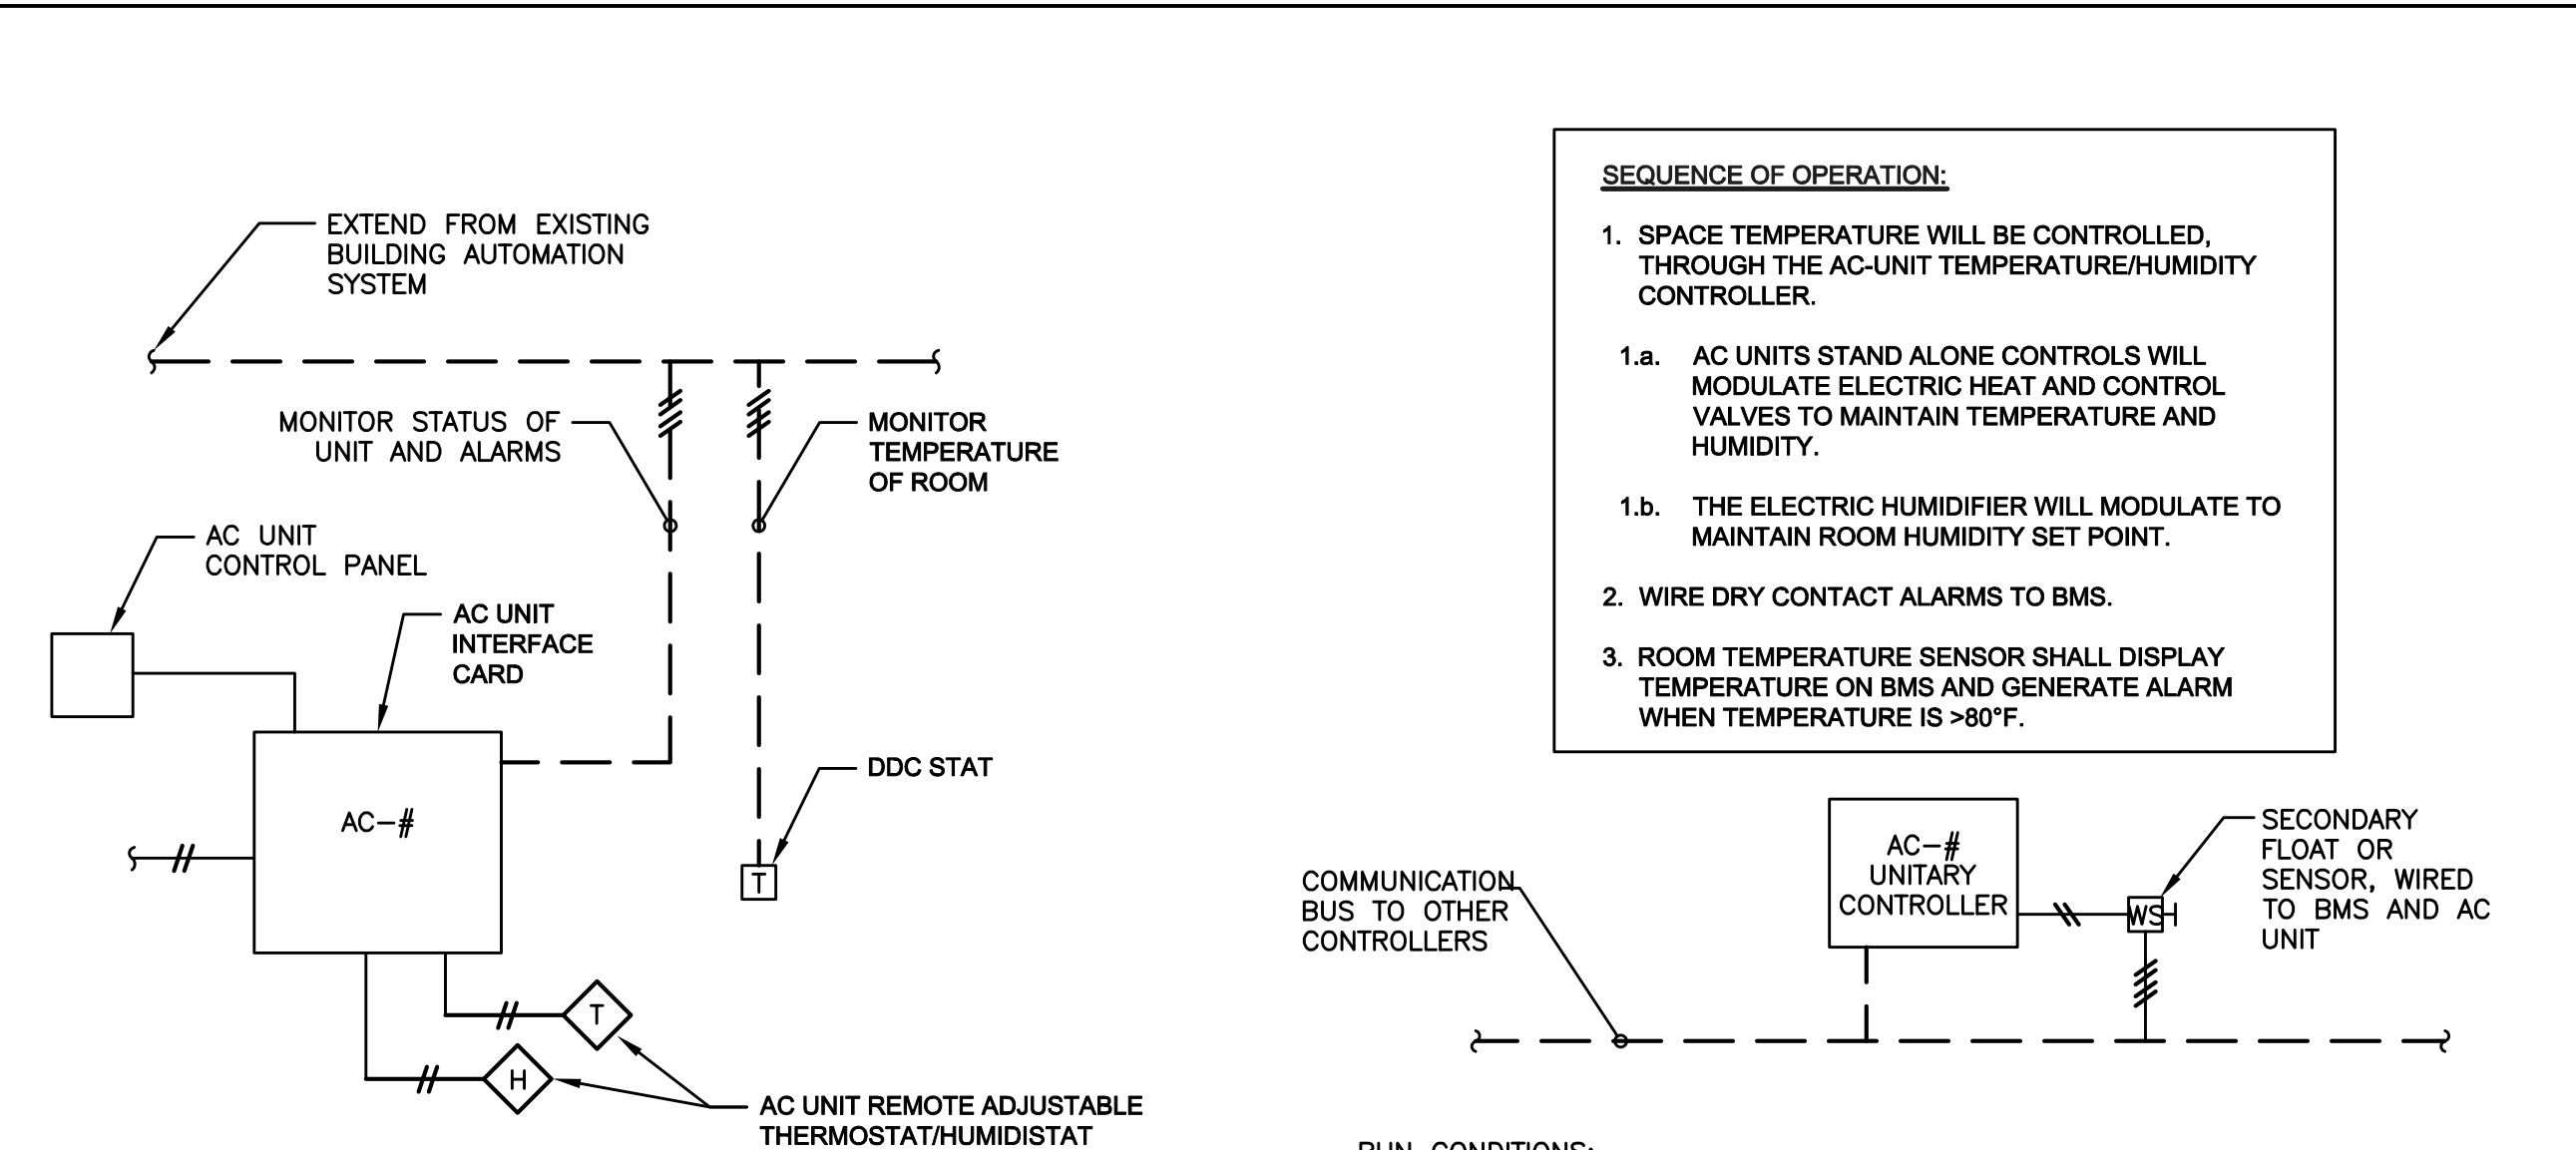 EXTEND FROM EXISTING
BUILDING AUTOMATION
SYSTEM
MONITOR STATUS OF
UNIT AND ALARMS
MONITOR
TEMPERATURE
OF ROOM
AC UNIT
CONTROL PANEL
AC UNIT
INTERFACE
CARD
AC-#
DDC STAT
T
T
H
AC UNIT REMOTE ADJUSTABLE
THERMOSTAT/HUMIDISTAT
SEQUENCE OF OPERATION:
1. SPACE TEMPERATURE WILL BE CONTROLLED,
THROUGH THE AC-UNIT TEMPERATURE/HUMIDITY
CONTROLLER.
1.a. AC UNITS STAND ALONE CONTROLS WILL
MODULATE ELECTRIC HEAT AND CONTROL
VALVES TO MAINTAIN TEMPERATURE AND
HUMIDITY.
1.b. THE ELECTRIC HUMIDIFIER WILL MODULATE TO
MAINTAIN ROOM HUMIDITY SET POINT.
2. WIRE DRY CONTACT ALARMS TO BMS.
3. ROOM TEMPERATURE SENSOR SHALL DISPLAY
TEMPERATURE ON BMS AND GENERATE ALARM
WHEN TEMPERATURE IS >80°F.
COMMUNICATION
BUS TO OTHER
CONTROLLERS
AC-#
UNITARY
CONTROLLER
WS
SECONDARY
FLOAT OR
SENSOR, WIRED
TO BMS AND AC
UNIT
RUN CONDITIONS: